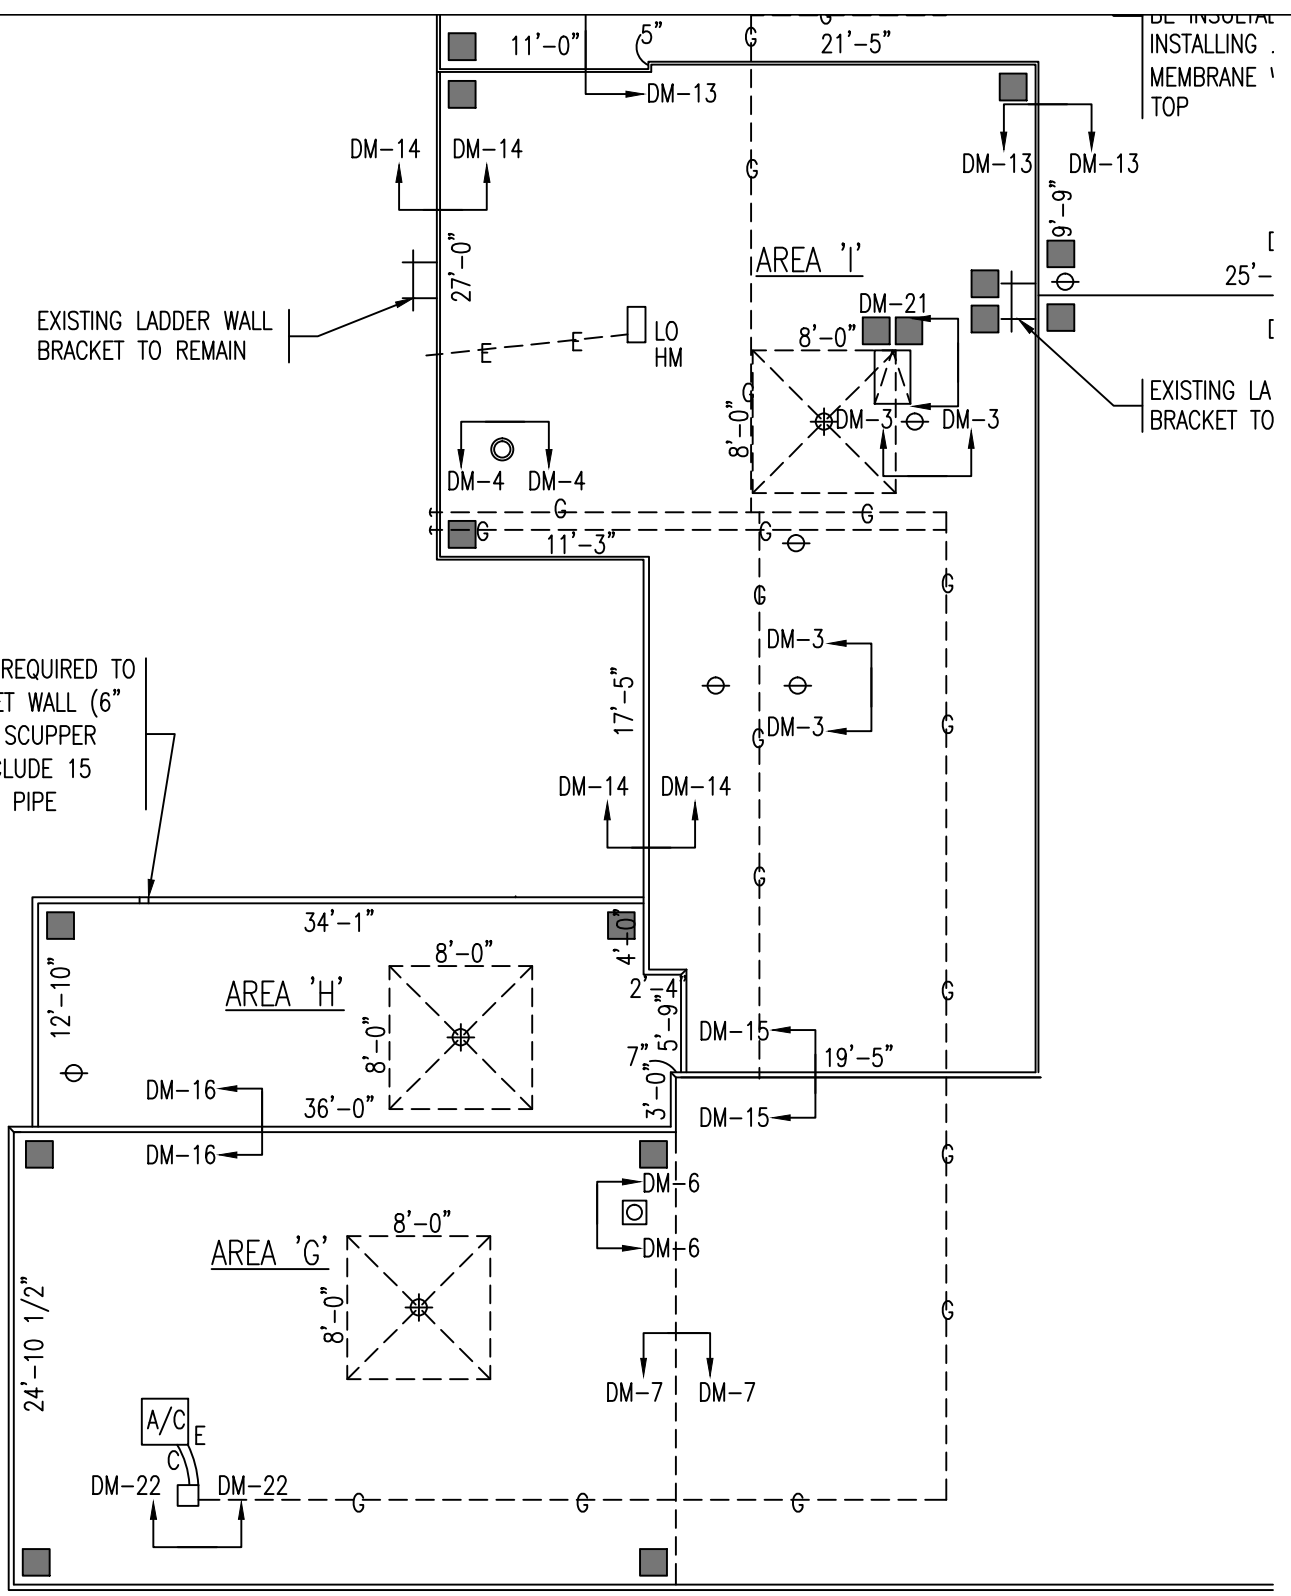 11'-0"
5"
G
G
21'-5"
INSTALLING
MEMBRANE
TOP
DM-13
DM-14
DM-14
DM-13
DM-13
G
9'-9"
27'-0"
AREA 'I'
25'-
EXISTING LADDER WALL
BRACKET TO REMAIN
E
E
LO
HM
DM-21
8'-0"
G
8'-0"
DM-3
DM-3
EXISTING LA
BRACKET TO
DM-4
DM-4
G
G
G
11'-3"
G
G
G
REQUIRED TO
ET WALL (6"
SCUPPER
CLUDE 15
PIPE
17'-5"
DM-3
DM-3
G
G
DM-14
DM-14
G
34'-1"
4'-0"
8'-0"
12'-10"
AREA 'H'
8'-0"
2'-4"
G
5'-9"
7"
DM-15
19'-5"
DM-16
36'-0"
3'-0"
DM-15
DM-16
G
DM-6
8'-0"
AREA 'G'
DM-6
8'-0"
G
24'-10 1/2"
DM-7
DM-7
A/C
E
C
DM-22
DM-22
G
G
G